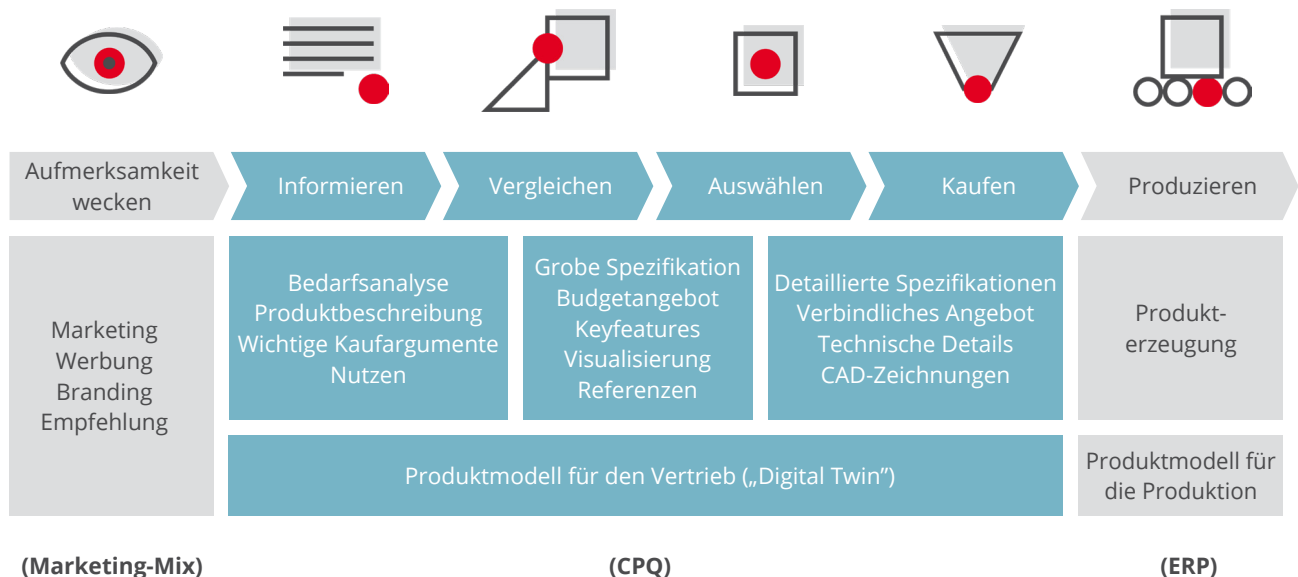 Aufmerksamkeit
wecken
Informieren
Vergleichen
Auswählen
Kaufen
Produzieren
Marketing
Werbung
Branding
Empfehlung
Bedarfsanalyse
Produktbeschreibung
Wichtige Kaufargumente
Nutzen
Grobe Spezifikation
Budgetangebot
Keyfeatures
Visualisierung
Referenzen
Detaillierte Spezifikationen
Verbindliches Angebot
Technische Details
CAD-Zeichnungen
Produkt-
erzeugung
Produktmodell für den Vertrieb („Digital Twin”)
Produktmodell für
die Produktion
(Marketing-Mix)
(CPQ)
(ERP)